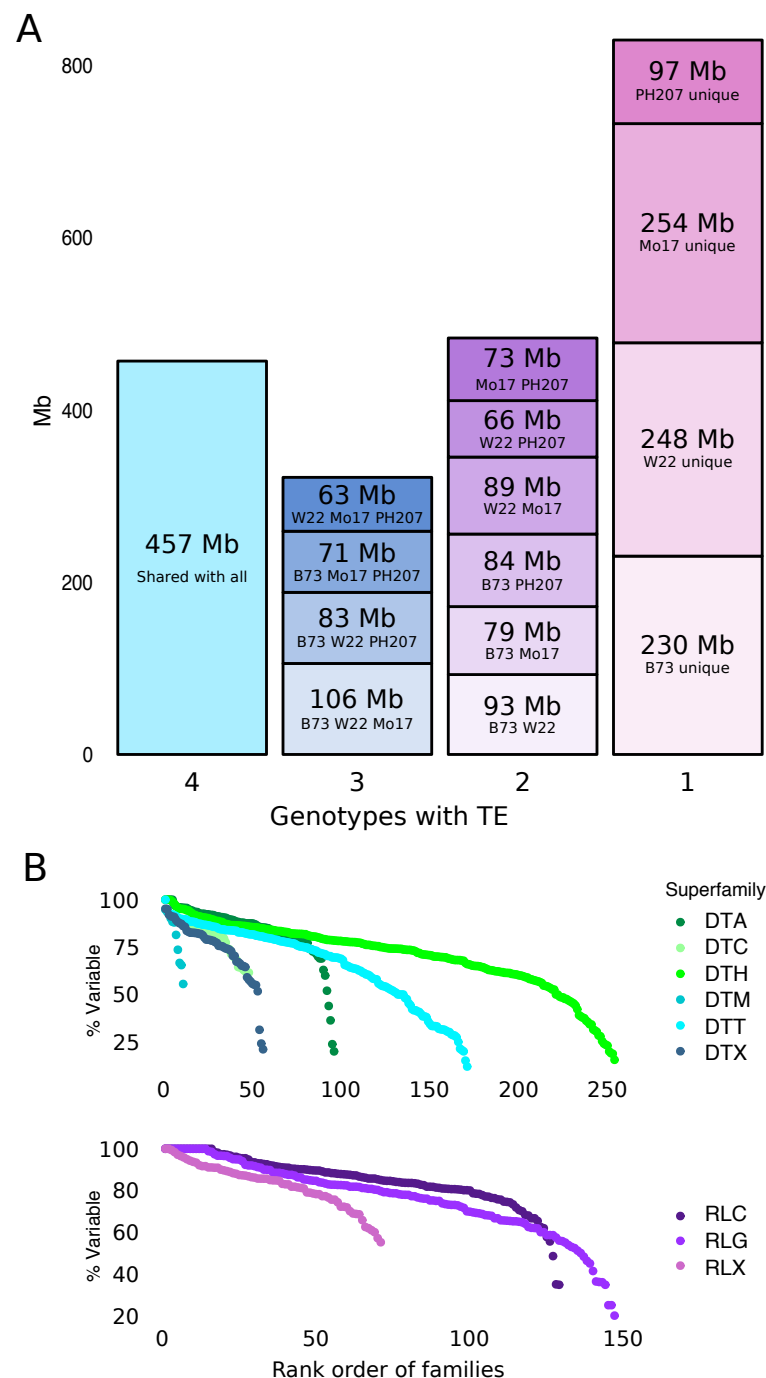 A
800
600
400
200
0
Mb
457 Mb
Shared with all
63 Mb
W22 Mo17 PH207
71 Mb
B73 Mo17 PH207
83 Mb
B73 W22 PH207
106 Mb
B73 W22 Mo17
73 Mb
Mo17 PH207
66 Mb
W22 PH207
89 Mb
W22 Mo17
84 Mb
B73 PH207
79 Mb
B73 Mo17
93 Mb
B73 W22
97 Mb
PH207 unique
254 Mb
Mo17 unique
248 Mb
W22 unique
230 Mb
B73 unique
4 3 2 1
Genotypes with TE
B
% Variable
100
75
50
25
0 50 100 150 200 250
Superfamily
DTA
DTC
DTH
DTM
DTT
DTX
% Variable
100
80
60
40
20
0 50 100 150
Rank order of families
RLC
RLG
RLX